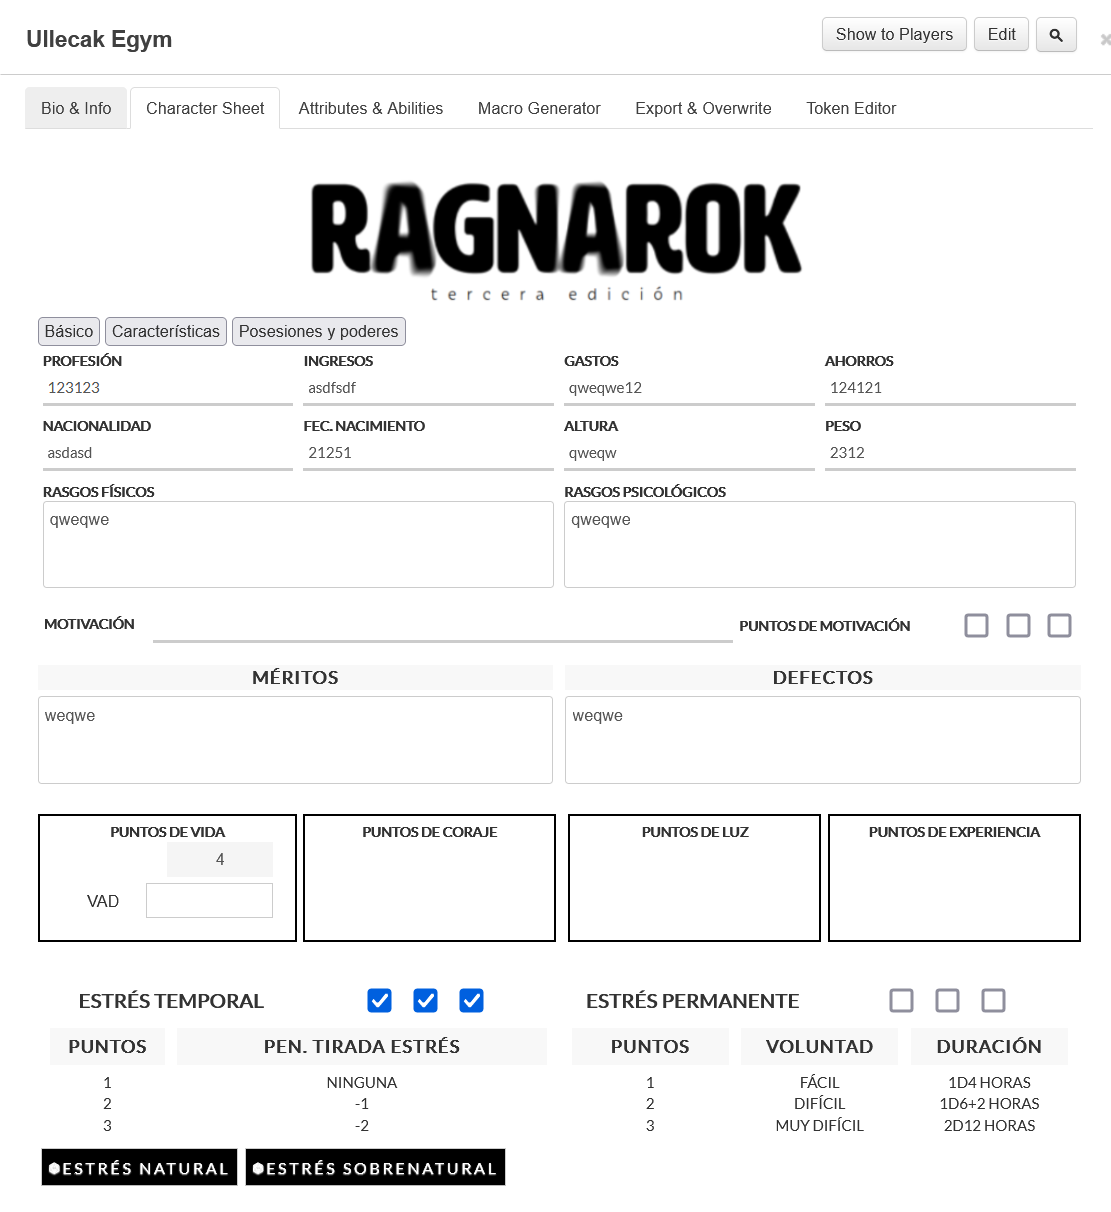 Ullecak Egym
Show to Players Edit
Bio & Info Character Sheet Attributes & Abilities Macro Generator Export & Overwrite Token Editor
RAGNAROK
tercera edición
Básico Características Posesiones y poderes
PROFESIÓN INGRESOS GASTOS AHORROS
123123 asdfsdf qweqwe12 124121
NACIONALIDAD FEC. NACIMIENTO ALTURA PESO
asdasd 21251 qweqw 2312
RASGOS FÍSICOS RASGOS PSICOLÓGICOS
qweqwe qweqwe
MOTIVACIÓN PUNTOS DE MOTIVACIÓN
MÉRITOS DEFECTOS
weqwe weqwe
PUNTOS DE VIDA PUNTOS DE CORAJE PUNTOS DE LUZ PUNTOS DE EXPERIENCIA
4
VAD
ESTRÉS TEMPORAL ESTRÉS PERMANENTE
PUNTOS PEN. TIRADA ESTRÉS PUNTOS VOLUNTAD DURACIÓN
1 NINGUNA 1 FÁCIL 1D4 HORAS
2 -1 2 DIFÍCIL 1D6+2 HORAS
3 -2 3 MUY DIFÍCIL 2D12 HORAS
ESTRÉS NATURAL ESTRÉS SOBRENATURAL